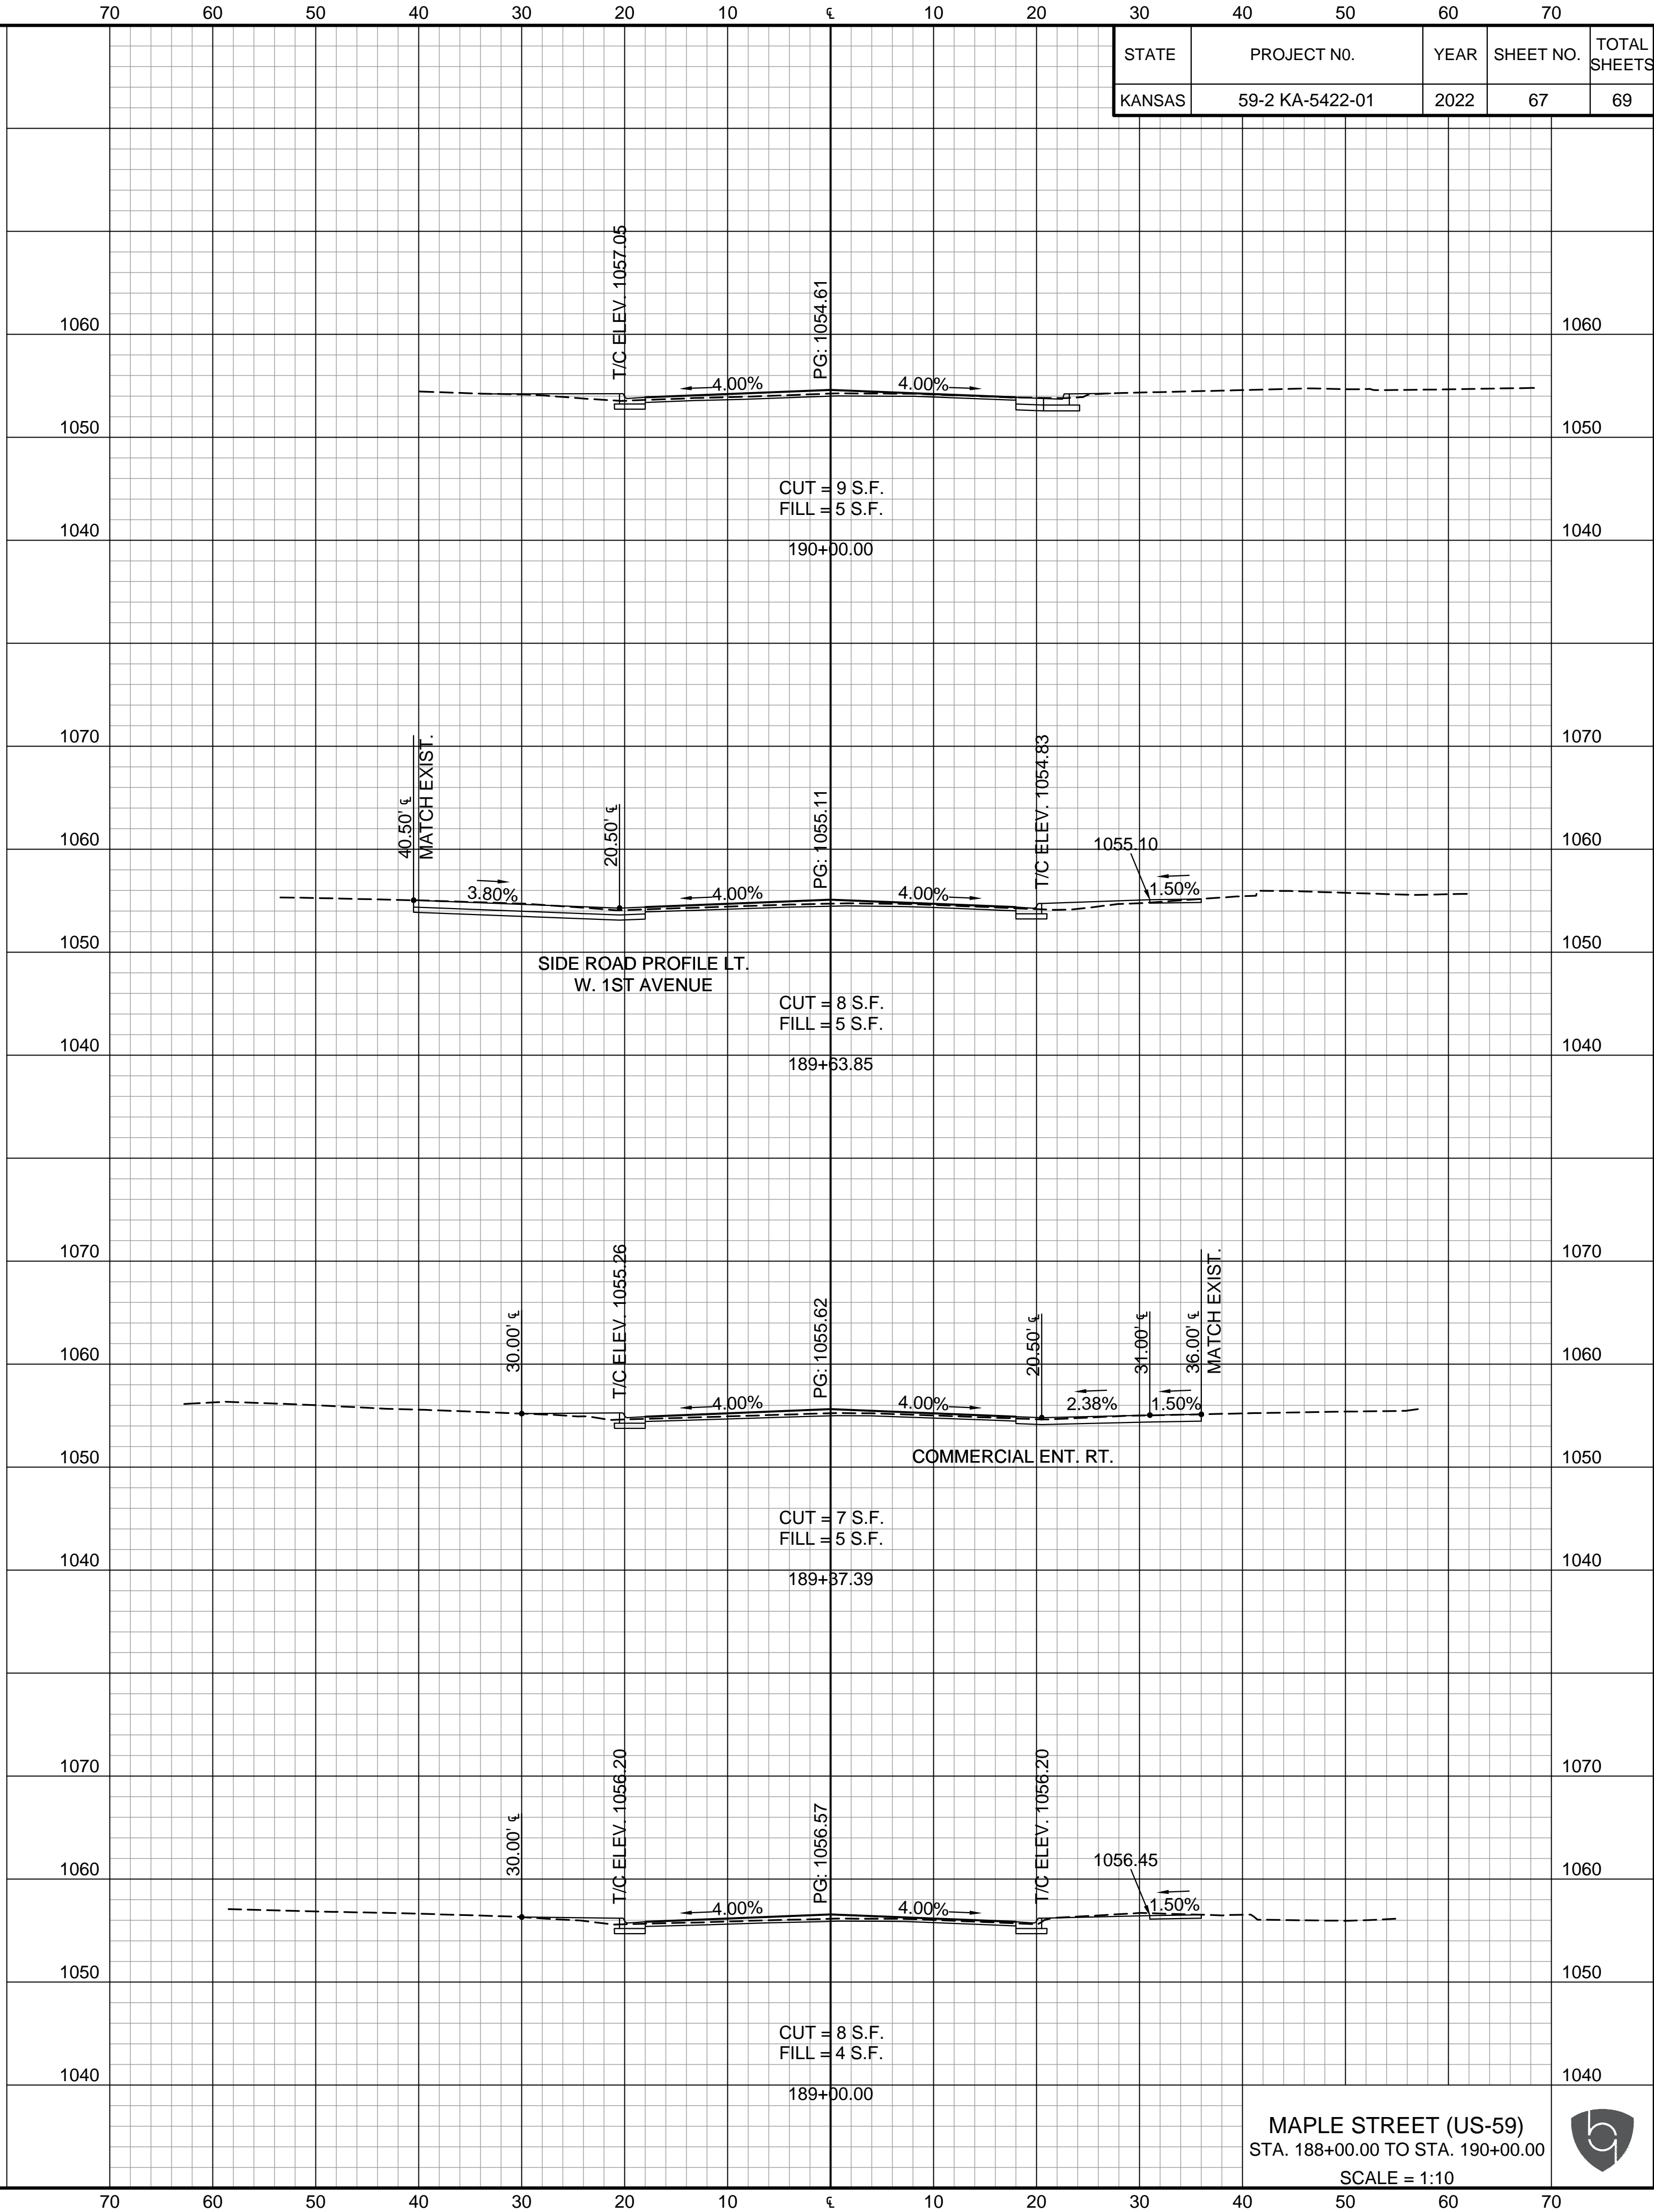 70 60 50 40 30 20 10 ℄ 10 20 30 40 50 60 70
STATE PROJECT N0. YEAR SHEET NO. TOTAL SHEETS
KANSAS 59-2 KA-5422-01 2022 67 69
T/C ELEV. 1057.05
PG: 1054.61
1060 1060
4.00% 4.00%
1050 1050
CUT = 9 S.F.
FILL = 5 S.F.
1040 1040
190+00.00
1070 1070
40.50' ℄
MATCH EXIST.
20.50' ℄
PG: 1055.11
T/C ELEV. 1054.83
1060 1060
1055.10
3.80% 4.00% 4.00% 1.50%
1050 1050
SIDE ROAD PROFILE LT.
W. 1ST AVENUE
CUT = 8 S.F.
FILL = 5 S.F.
1040 1040
189+63.85
1070 1070
30.00' ℄
T/C ELEV. 1055.26
PG: 1055.62
20.50' ℄
31.00' ℄
36.00' ℄
MATCH EXIST.
1060 1060
4.00% 4.00% 2.38% 1.50%
1050 1050
COMMERCIAL ENT. RT.
CUT = 7 S.F.
FILL = 5 S.F.
1040 1040
189+37.39
1070 1070
30.00' ℄
T/C ELEV. 1056.20
PG: 1056.57
T/C ELEV. 1056.20
1060 1060
1056.45
4.00% 4.00% 1.50%
1050 1050
CUT = 8 S.F.
FILL = 4 S.F.
1040 1040
189+00.00
MAPLE STREET (US-59)
STA. 188+00.00 TO STA. 190+00.00
SCALE = 1:10
70 60 50 40 30 20 10 ℄ 10 20 30 40 50 60 70